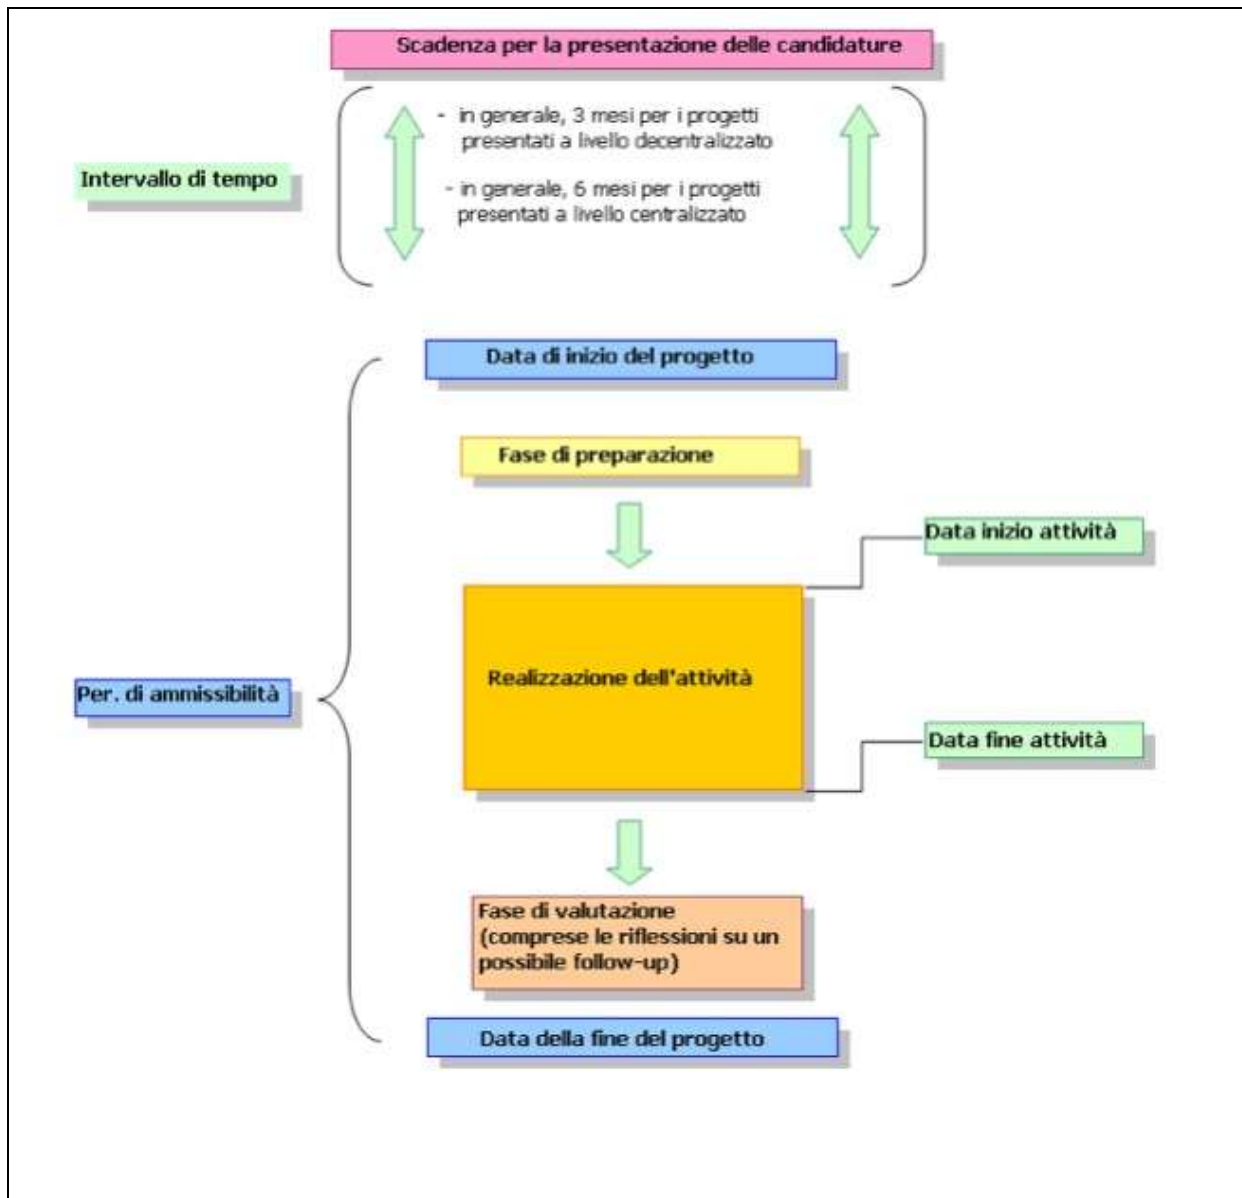 Scadenza per la presentazione delle candidature
- in generale, 3 mesi per i progetti
presentati a livello decentralizzato
Intervallo di tempo
- in generale, 6 mesi per i progetti
presentati a livello centralizzato
Data di inizio del progetto
Fase di preparazione
Data inizio attività
Realizzazione dell'attività
Per. di ammissibilità
Data fine attività
Fase di valutazione
(comprese le riflessioni su un
possibile follow-up)
Data della fine del progetto